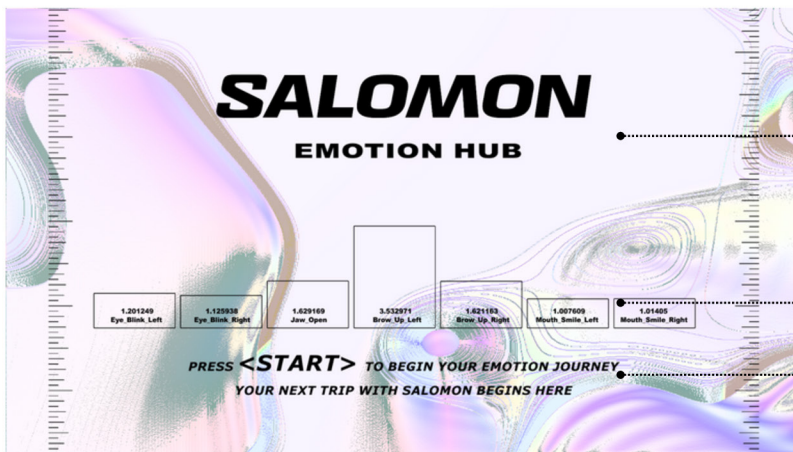 SALOMON
EMOTION HUB
1.201249
Eye_Blink_Left
1.125938
Eye_Blink_Right
1.629169
Jaw_Open
3.532971
Brow_Up_Left
1.621163
Brow_Up_Right
1.007609
Mouth_Smile_Left
1.01405
Mouth_Smile_Right
PRESS <START> TO BEGIN YOUR EMOTION JOURNEY
YOUR NEXT TRIP WITH SALOMON BEGINS HERE